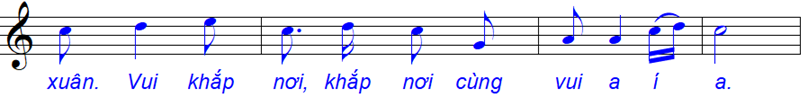 xuân. Vui khắp nơi, khắp nơi cùng vui a í a.